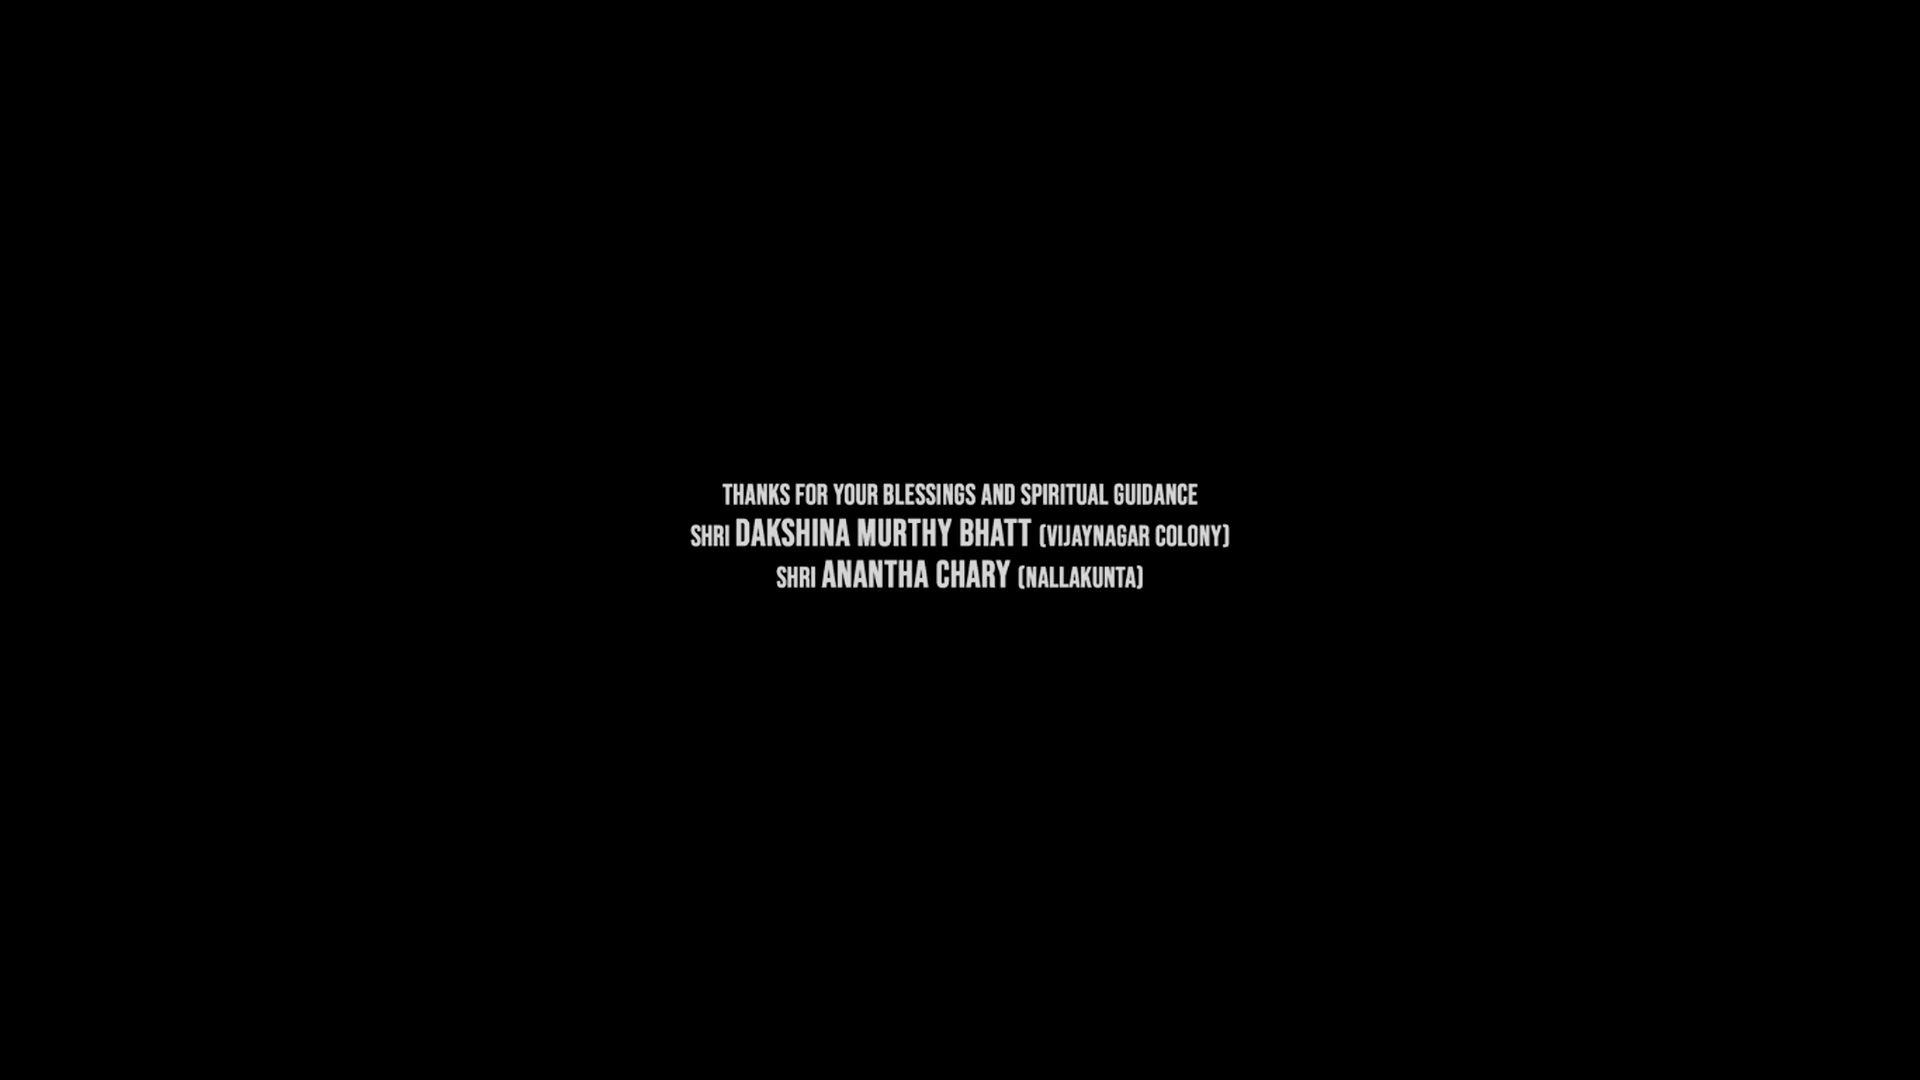 THANKS FOR YOUR BLESSINGS AND SPIRITUAL GUIDANCE
SHRI DAKSHINA MURTHY BHATT (VIJAYNAGAR COLONY)
SHRI ANANTHA CHARY (NALLAKUNTA)